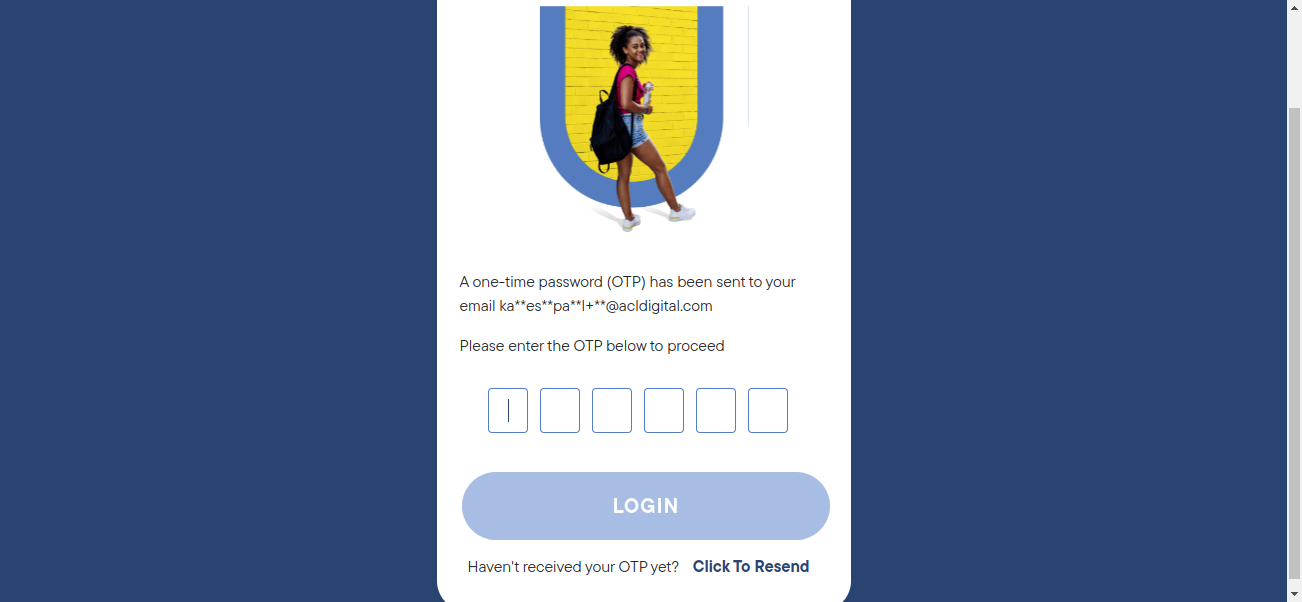 A one-time password (OTP) has been sent to your
email ka**es**pa**l+**@acldigital.com
Please enter the OTP below to proceed
LOGIN
Haven't received your OTP yet? Click To Resend